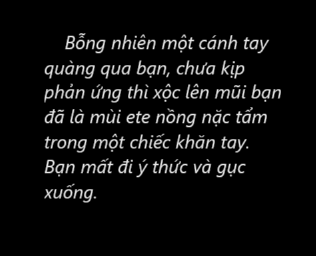 Bỗng nhiên một cánh tay
quàng qua bạn, chưa kịp
phản ứng thì xộc lên mũi bạn
đã là mùi ete nồng nặc tẩm
trong một chiếc khăn tay.
Bạn mất đi ý thức và gục
xuống.